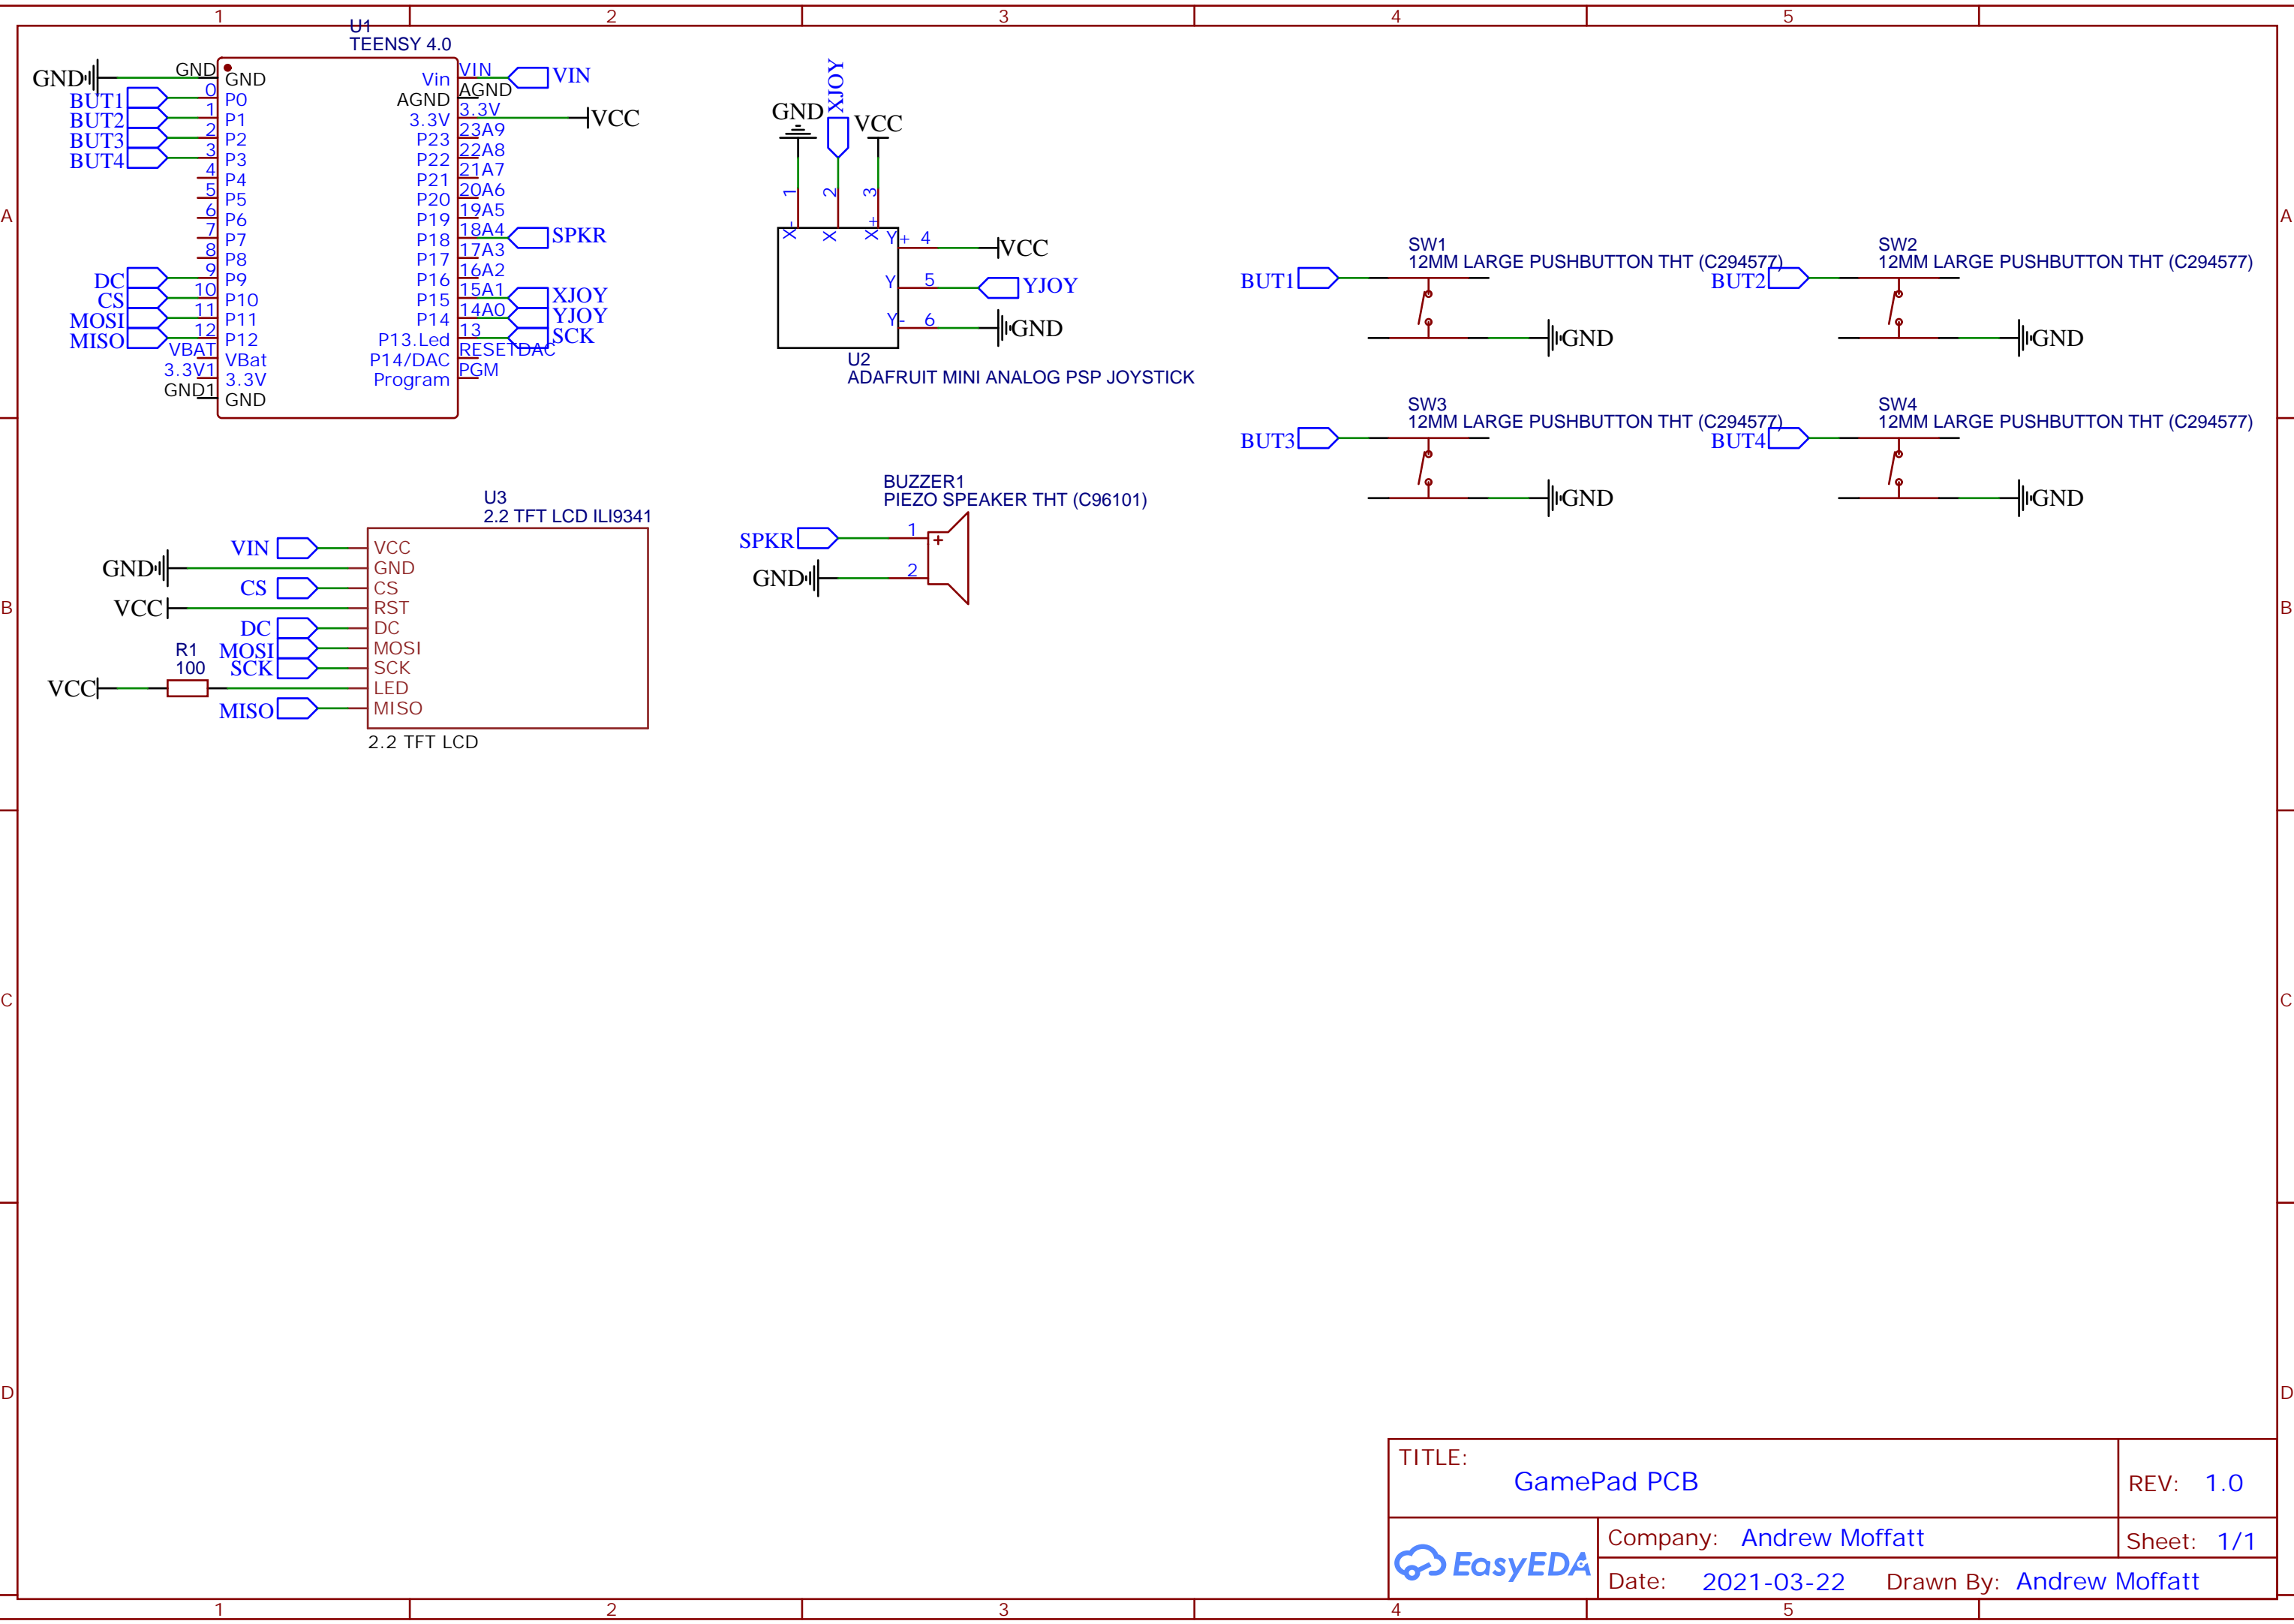 1 2 3 4 5
A
B
C
D
A
B
C
D
U1
TEENSY 4.0
GND
BUT1
BUT2
BUT3
BUT4
DC
CS
MOSI
MISO
GND
0
1
2
3
4
5
6
7
8
9
10
11
12
VBAT
3.3V1
GND1
GND
P0
P1
P2
P3
P4
P5
P6
P7
P8
P9
P10
P11
P12
VBat
3.3V
GND
Vin
AGND
3.3V
P23
P22
P21
P20
P19
P18
P17
P16
P15
P14
P13.Led
P14/DAC
Program
VIN
AGND
3.3V
23A9
22A8
21A7
20A6
19A5
18A4
17A3
16A2
15A1
14A0
13
RESETDAC
PGM
VIN
VCC
SPKR
XJOY
YJOY
SCK
GND
XJOY
VCC
1
2
3
X-
X
X+
Y+ 4
VCC
Y 5
YJOY
Y- 6
GND
U2
ADAFRUIT MINI ANALOG PSP JOYSTICK
SW1
12MM LARGE PUSHBUTTON THT (C294577)
BUT1
GND
SW2
12MM LARGE PUSHBUTTON THT (C294577)
BUT2
GND
SW3
12MM LARGE PUSHBUTTON THT (C294577)
BUT3
GND
SW4
12MM LARGE PUSHBUTTON THT (C294577)
BUT4
GND
U3
2.2 TFT LCD ILI9341
VIN
GND
CS
VCC
DC
MOSI
SCK
R1
100
VCC
MISO
VCC
GND
CS
RST
DC
MOSI
SCK
LED
MISO
2.2 TFT LCD
BUZZER1
PIEZO SPEAKER THT (C96101)
SPKR
1
+
GND
2
TITLE:
GamePad PCB
REV: 1.0
EasyEDA
Company: Andrew Moffatt
Sheet: 1/1
Date: 2021-03-22
Drawn By: Andrew Moffatt
1 2 3 4 5